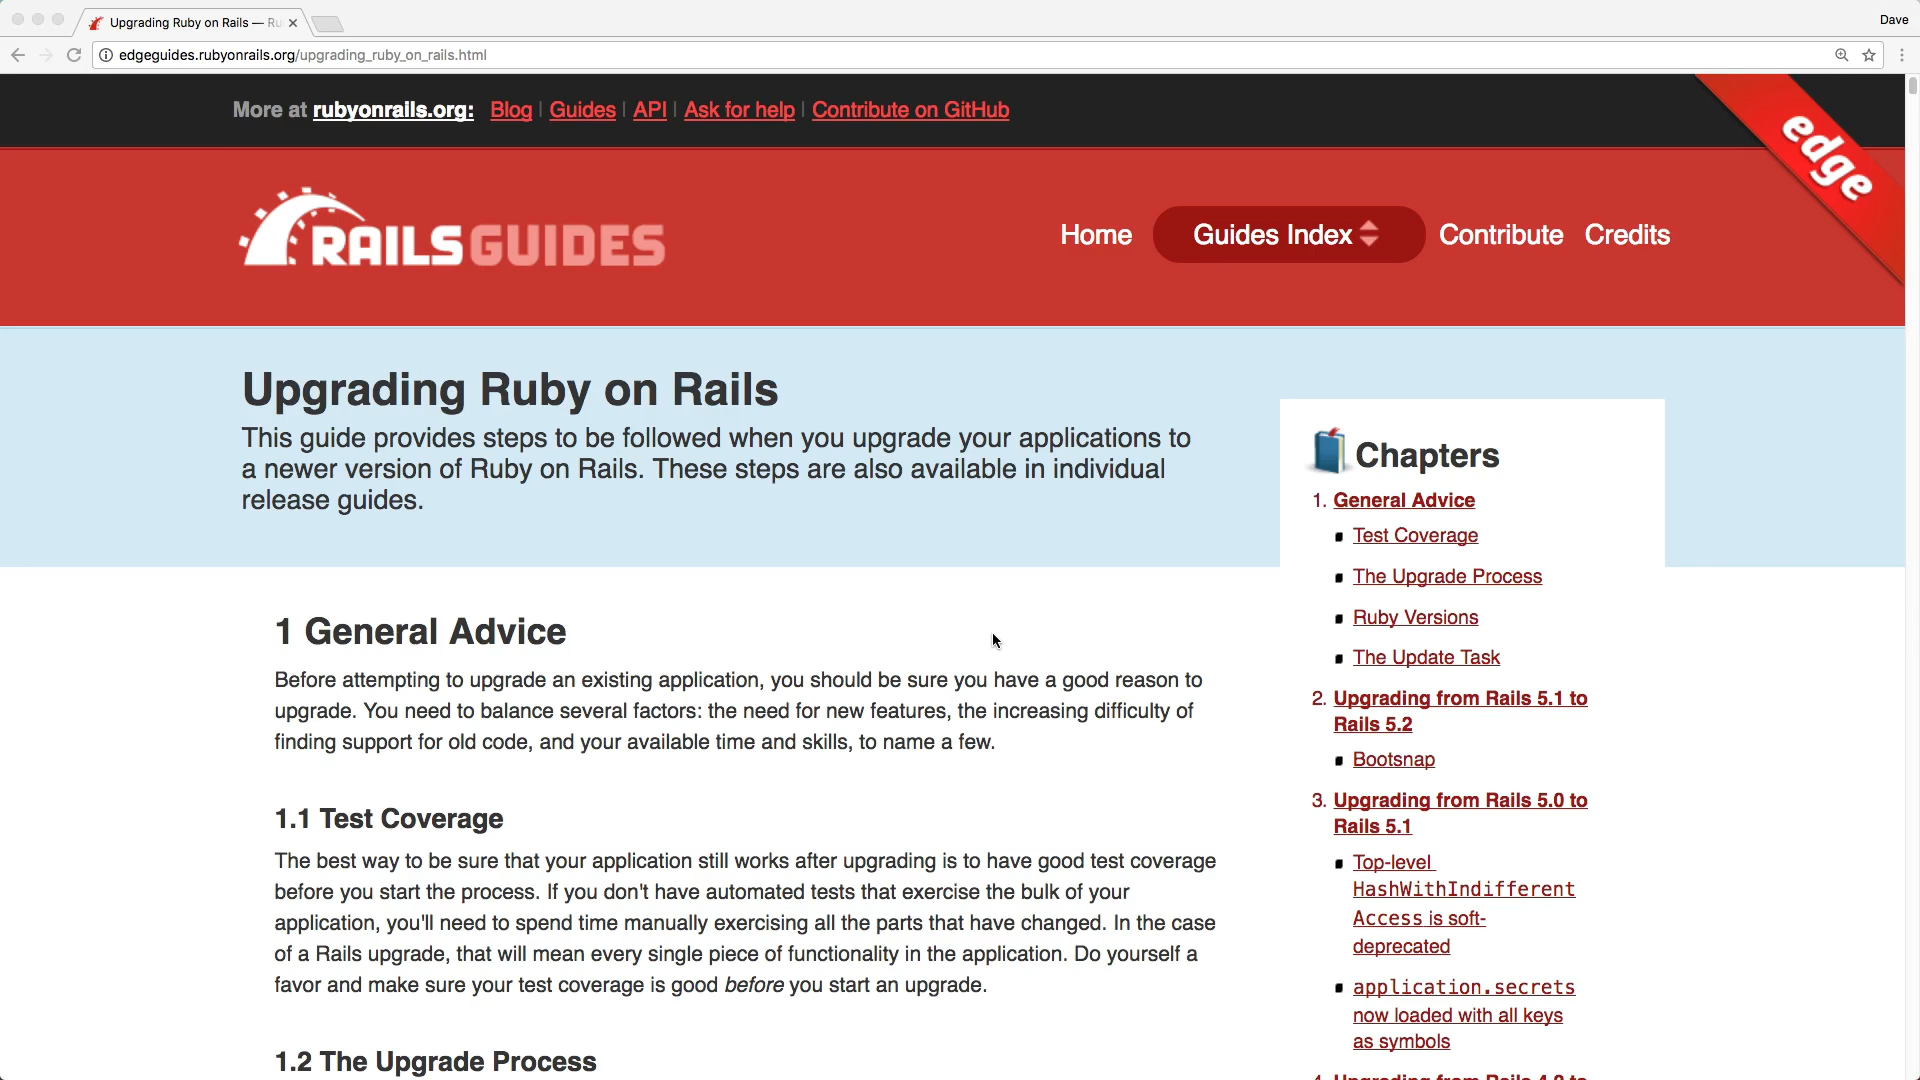 Upgrading Ruby on Rails — Ru
Dave
edgeguides.rubyonrails.org/upgrading_ruby_on_rails.html
More at rubyonrails.org: Blog | Guides | API | Ask for help | Contribute on GitHub
edge
RAILSGUIDES
Home Guides Index Contribute Credits
Upgrading Ruby on Rails
This guide provides steps to be followed when you upgrade your applications to
a newer version of Ruby on Rails. These steps are also available in individual
release guides.
1 General Advice
Before attempting to upgrade an existing application, you should be sure you have a good reason to
upgrade. You need to balance several factors: the need for new features, the increasing difficulty of
finding support for old code, and your available time and skills, to name a few.
1.1 Test Coverage
The best way to be sure that your application still works after upgrading is to have good test coverage
before you start the process. If you don't have automated tests that exercise the bulk of your
application, you'll need to spend time manually exercising all the parts that have changed. In the case
of a Rails upgrade, that will mean every single piece of functionality in the application. Do yourself a
favor and make sure your test coverage is good before you start an upgrade.
1.2 The Upgrade Process
Chapters
1. General Advice
Test Coverage
The Upgrade Process
Ruby Versions
The Update Task
2. Upgrading from Rails 5.1 to
Rails 5.2
Bootsnap
3. Upgrading from Rails 5.0 to
Rails 5.1
Top-level
HashWithIndifferent
Access is soft-
deprecated
application.secrets
now loaded with all keys
as symbols